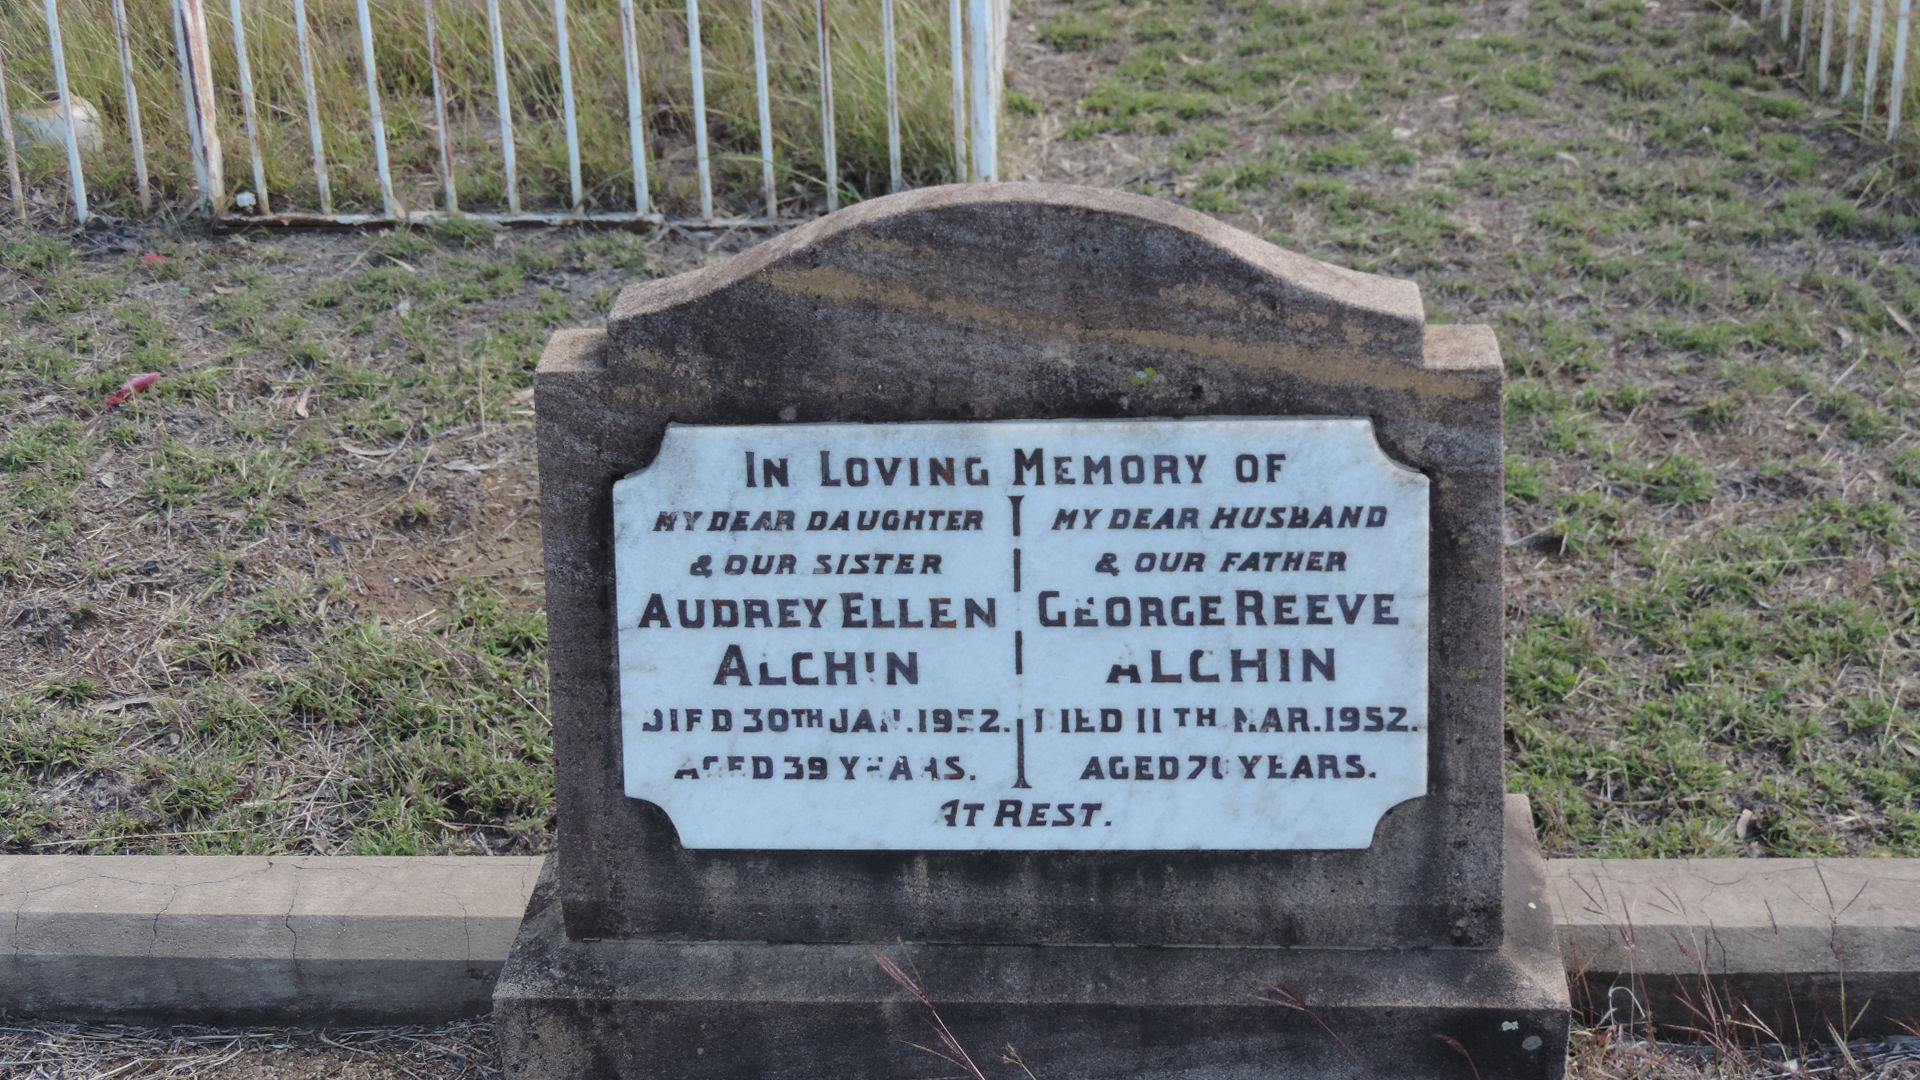 IN LOVING MEMORY OF
MY DEAR DAUGHTER
& OUR SISTER
AUDREY ELLEN
ALCHIN
DIED 30TH JAN. 1952.
AGED 39 YEARS.
MY DEAR HUSBAND
& OUR FATHER
GEORGE REEVE
ALCHIN
DIED 11TH MAR. 1952.
AGED YEARS.
AT REST.